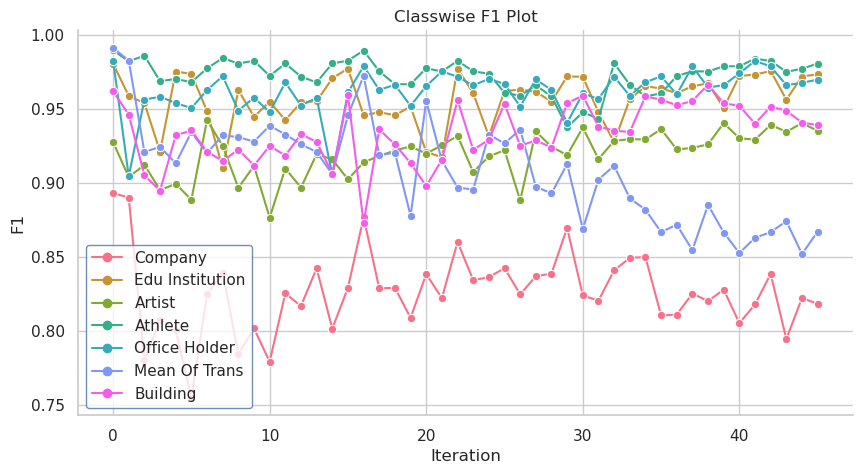 Classwise F1 Plot
1.00
0.95
0.90
0.85
0.80
0.75
F1
Company
Edu Institution
Artist
Athlete
Office Holder
Mean Of Trans
Building
0
10
20
30
40
Iteration